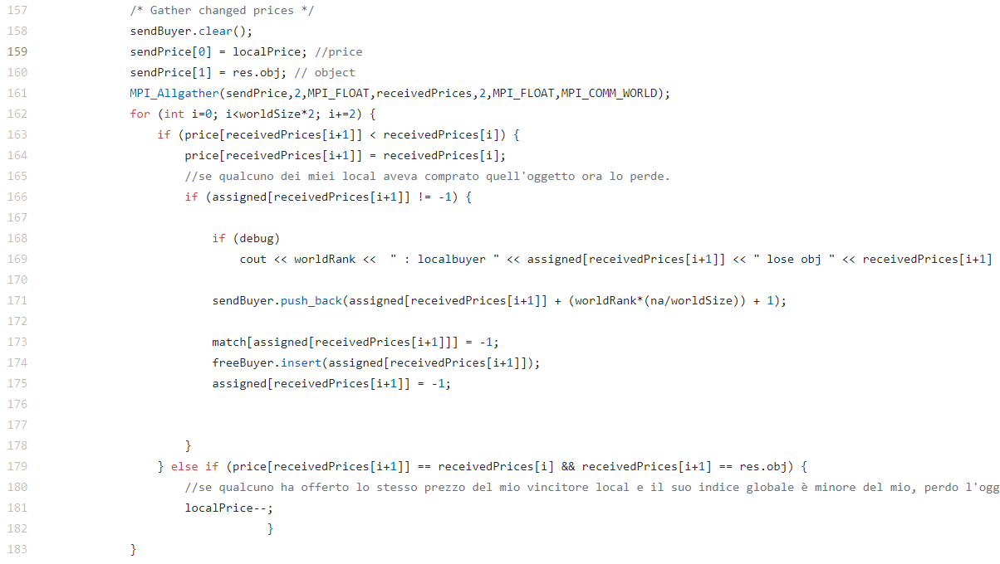 157 /* Gather changed prices */
158 sendBuyer.clear();
159 sendPrice[0] = localPrice; //price
160 sendPrice[1] = res.obj; // object
161 MPI_Allgather(sendPrice,2,MPI_FLOAT,receivedPrices,2,MPI_FLOAT,MPI_COMM_WORLD);
162 for (int i=0; i<worldSize*2; i+=2) {
163 if (price[receivedPrices[i+1]] < receivedPrices[i]) {
164 price[receivedPrices[i+1]] = receivedPrices[i];
165 //se qualcuno dei miei local aveva comprato quell'oggetto ora lo perde.
166 if (assigned[receivedPrices[i+1]] != -1) {
167
168 if (debug)
169 cout << worldRank << " : localbuyer " << assigned[receivedPrices[i+1]] << " lose obj " << receivedPrices[i+1]
170
171 sendBuyer.push_back(assigned[receivedPrices[i+1]] + (worldRank*(na/worldSize)) + 1);
172
173 match[assigned[receivedPrices[i+1]]] = -1;
174 freeBuyer.insert(assigned[receivedPrices[i+1]]);
175 assigned[receivedPrices[i+1]] = -1;
176
177
178 }
179 } else if (price[receivedPrices[i+1]] == receivedPrices[i] && receivedPrices[i+1] == res.obj) {
180 //se qualcuno ha offerto lo stesso prezzo del mio vincitore local e il suo indice globale è minore del mio, perdo l'ogg
181 localPrice--;
182 }
183 }